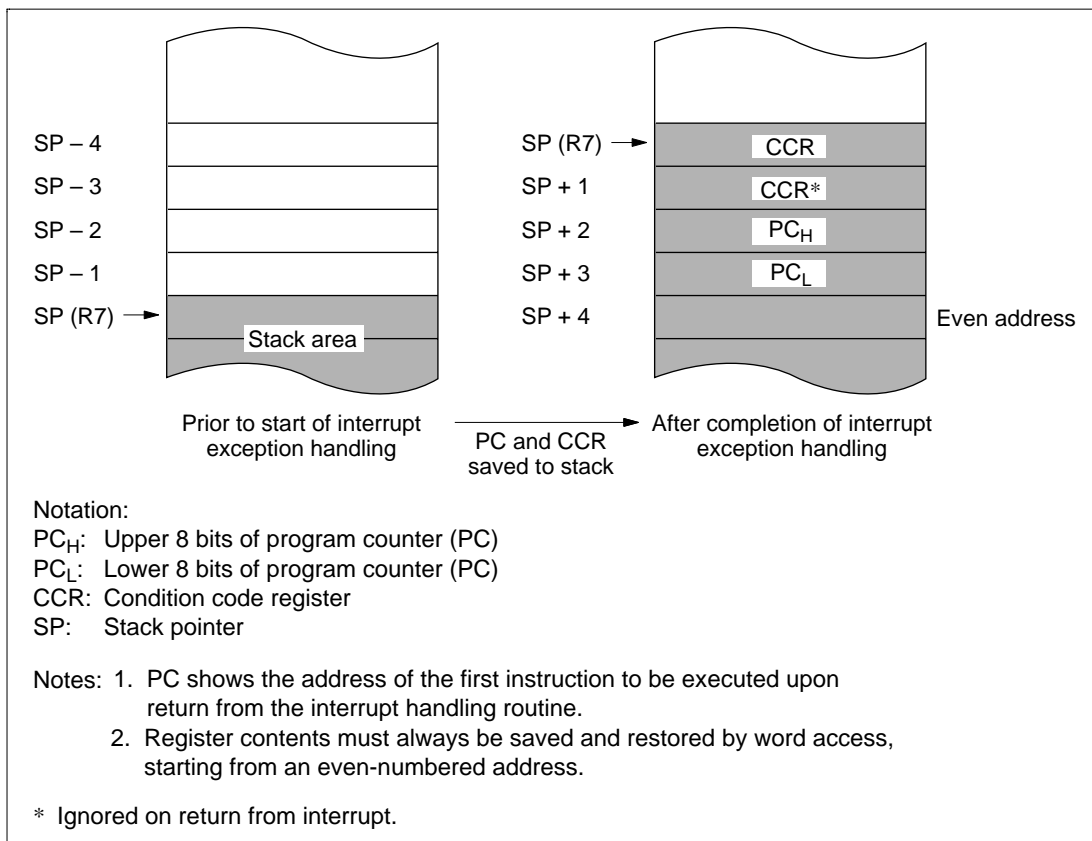 SP – 4
SP – 3
SP – 2
SP – 1
SP (R7)
Stack area
SP (R7)
SP + 1
SP + 2
SP + 3
SP + 4
CCR
CCR*
PCH
PCL
Even address
Prior to start of interrupt
exception handling
PC and CCR
saved to stack
After completion of interrupt
exception handling
Notation:
PCH: Upper 8 bits of program counter (PC)
PCL: Lower 8 bits of program counter (PC)
CCR: Condition code register
SP: Stack pointer
Notes: 1. PC shows the address of the first instruction to be executed upon
return from the interrupt handling routine.
2. Register contents must always be saved and restored by word access,
starting from an even-numbered address.
* Ignored on return from interrupt.